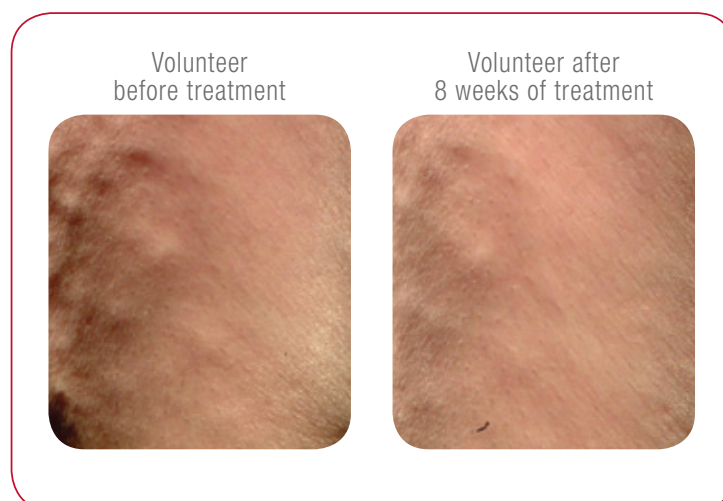 Volunteer
before treatment
Volunteer after
8 weeks of treatment